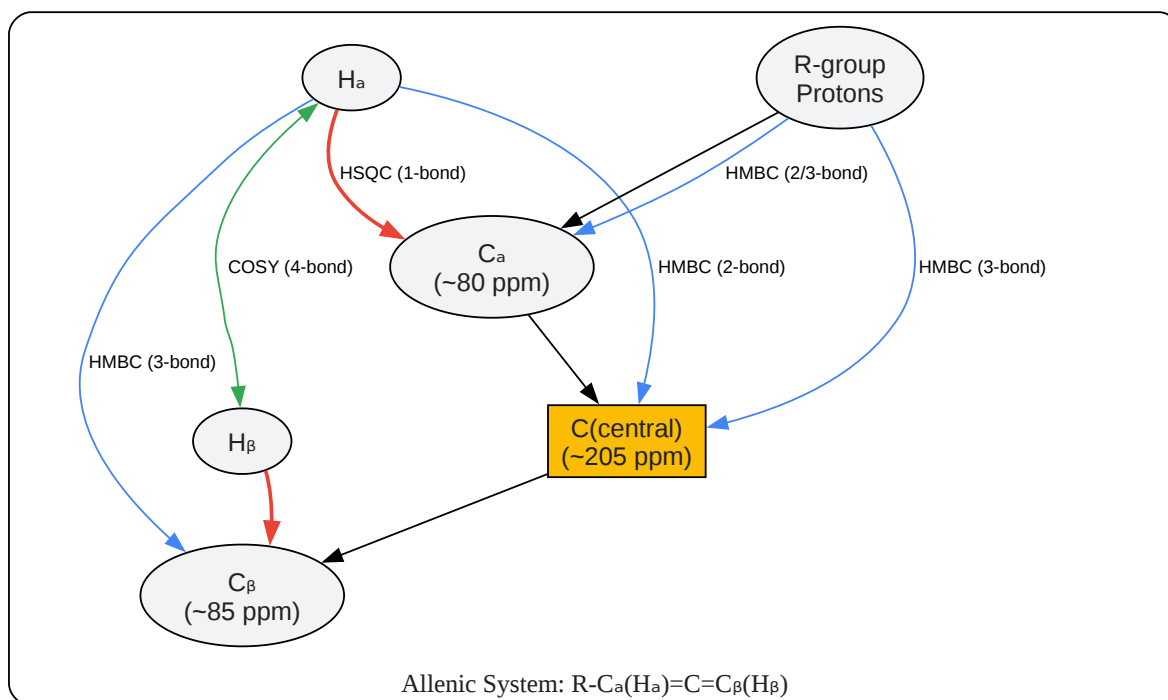 Hₐ
R-group
Protons
HSQC (1-bond)
HMBC (2/3-bond)
Cₐ
(~80 ppm)
COSY (4-bond)
HMBC (2-bond)
HMBC (3-bond)
HMBC (3-bond)
C(central)
(~205 ppm)
Hᵦ
Cᵦ
(~85 ppm)
Allenic System: R-Cₐ(Hₐ)=C=Cᵦ(Hᵦ)